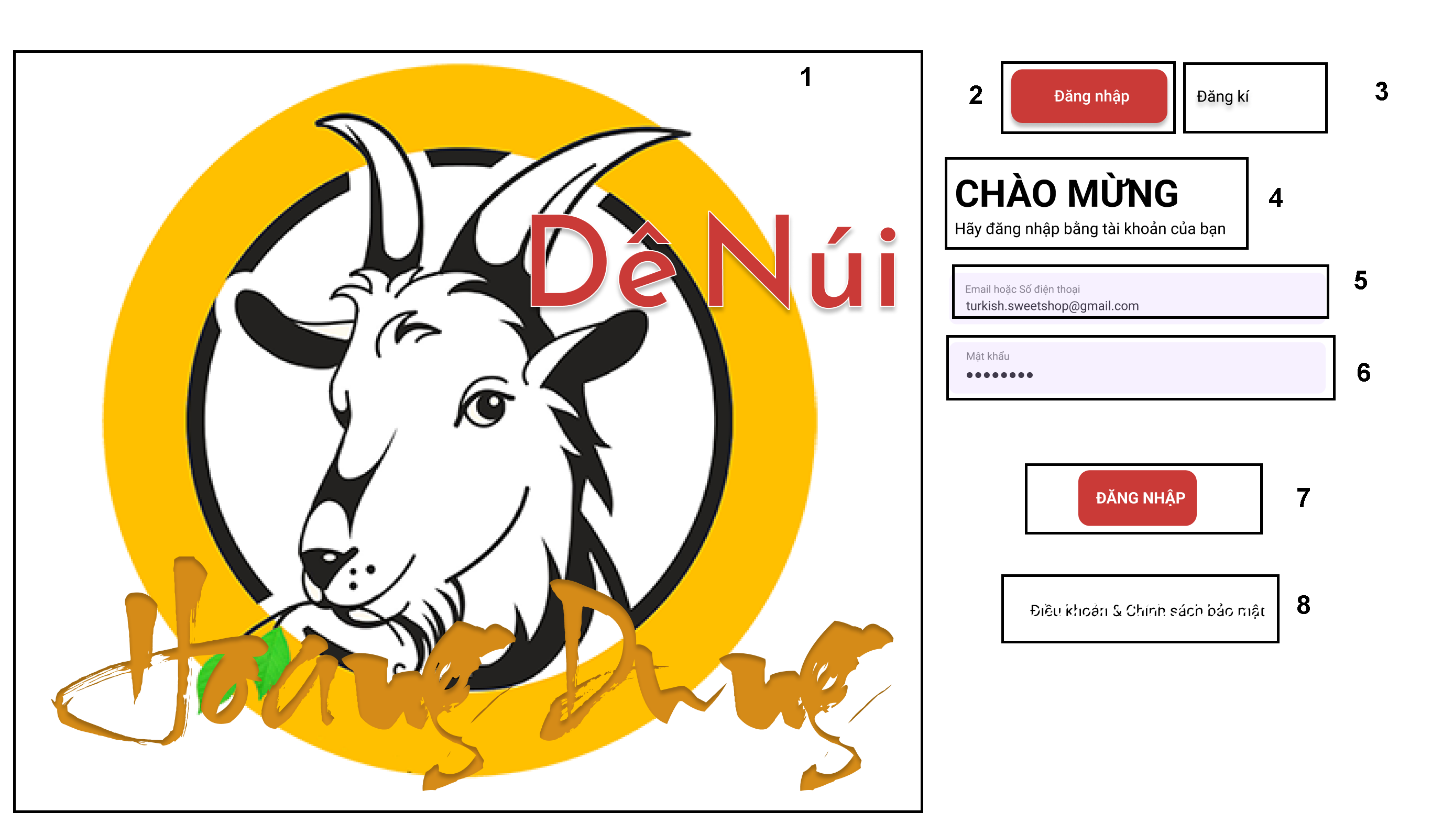 1
Dê Núi
Hoàng Dung
2
Đăng nhập
Đăng kí
3
CHÀO MỪNG
Hãy đăng nhập bằng tài khoản của bạn
4
Email hoặc Số điện thoại
turkish.sweetshop@gmail.com
5
Mật khẩu
6
ĐĂNG NHẬP
7
Điều khoản & Chính sách bảo mật
8